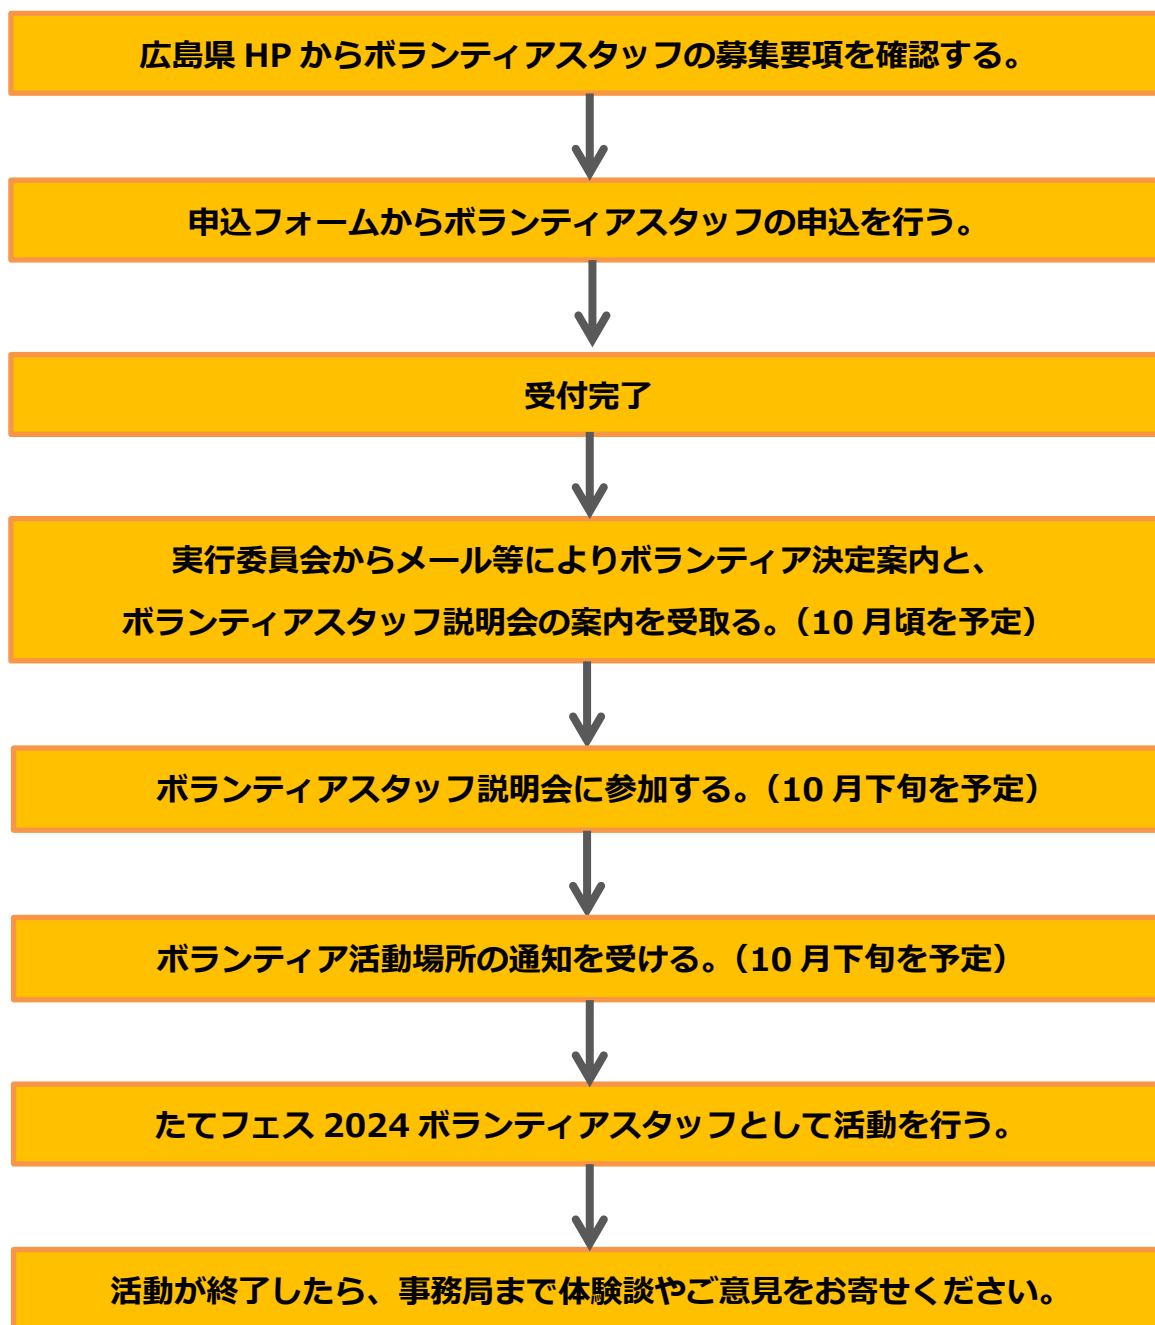 広島県 HP からボランティアスタッフの募集要項を確認する。
申込フォームからボランティアスタッフの申込を行う。
受付完了
実行委員会からメール等によりボランティア決定案内と、
ボランティアスタッフ説明会の案内を受取る。（10 月頃を予定）
ボランティアスタッフ説明会に参加する。（10 月下旬を予定）
ボランティア活動場所の通知を受ける。（10 月下旬を予定）
たてフェス 2024 ボランティアスタッフとして活動を行う。
活動が終了したら、事務局まで体験談やご意見をお寄せください。